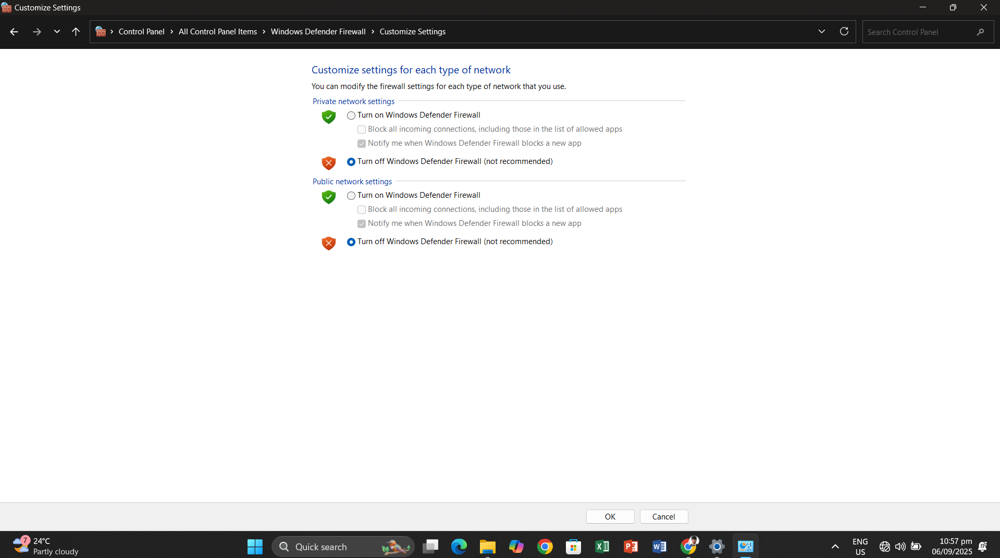 Customize Settings
Control Panel > All Control Panel Items > Windows Defender Firewall > Customize Settings
Search Control Panel
Customize settings for each type of network
You can modify the firewall settings for each type of network that you use.
Private network settings
Turn on Windows Defender Firewall
Block all incoming connections, including those in the list of allowed apps
Notify me when Windows Defender Firewall blocks a new app
Turn off Windows Defender Firewall (not recommended)
Public network settings
Turn on Windows Defender Firewall
Block all incoming connections, including those in the list of allowed apps
Notify me when Windows Defender Firewall blocks a new app
Turn off Windows Defender Firewall (not recommended)
OK
Cancel
7
24°C
Partly cloudy
Quick search
ENG
US
10:57 pm
06/09/2025